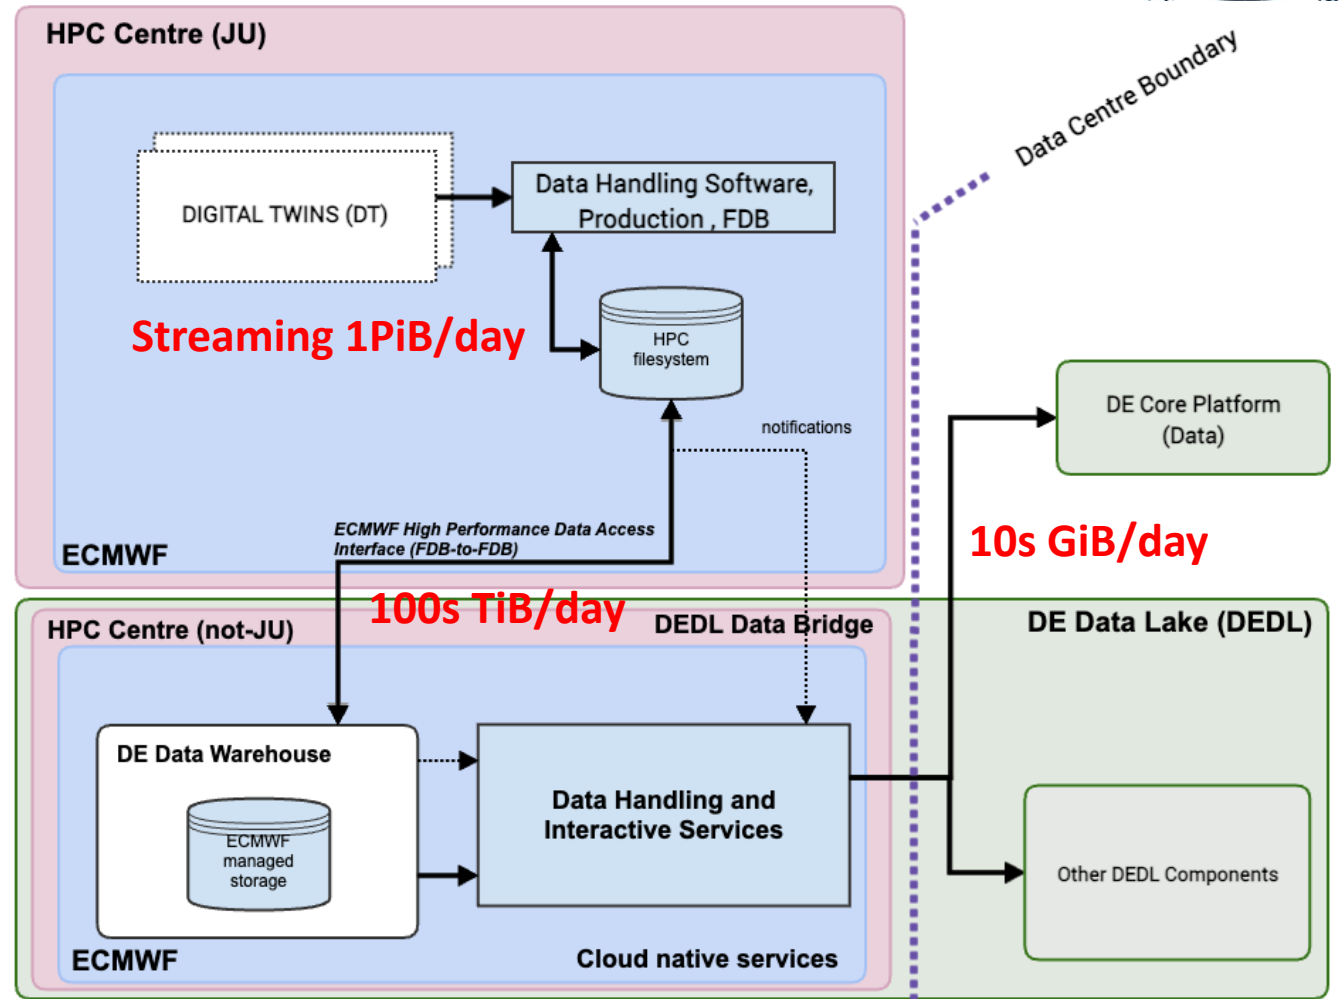 HPC Centre (JU)
Data Centre Boundary
DIGITAL TWINS (DT)
Data Handling Software,
Production , FDB
Streaming 1PiB/day
HPC
filesystem
notifications
DE Core Platform
(Data)
ECMWF High Performance Data Access
Interface (FDB-to-FDB)
ECMWF
10s GiB/day
100s TiB/day
HPC Centre (not-JU)
DEDL Data Bridge
DE Data Lake (DEDL)
DE Data Warehouse
ECMWF
managed
storage
Data Handling and
Interactive Services
Other DEDL Components
ECMWF
Cloud native services